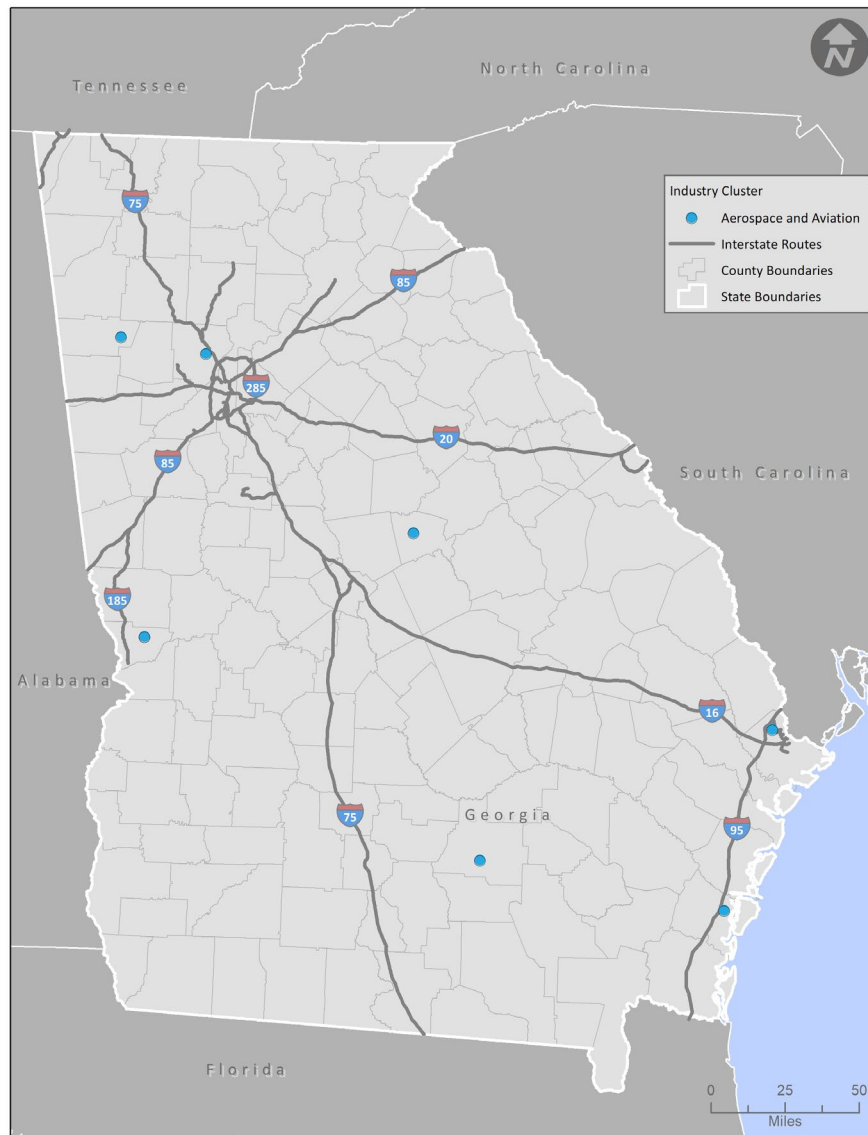 N
North Carolina
Tennessee
Industry Cluster
Aerospace and Aviation
Interstate Routes
County Boundaries
State Boundaries
75
85
285
20
85
South Carolina
185
Alabama
16
75
Georgia
95
Florida
0 25 50
Miles